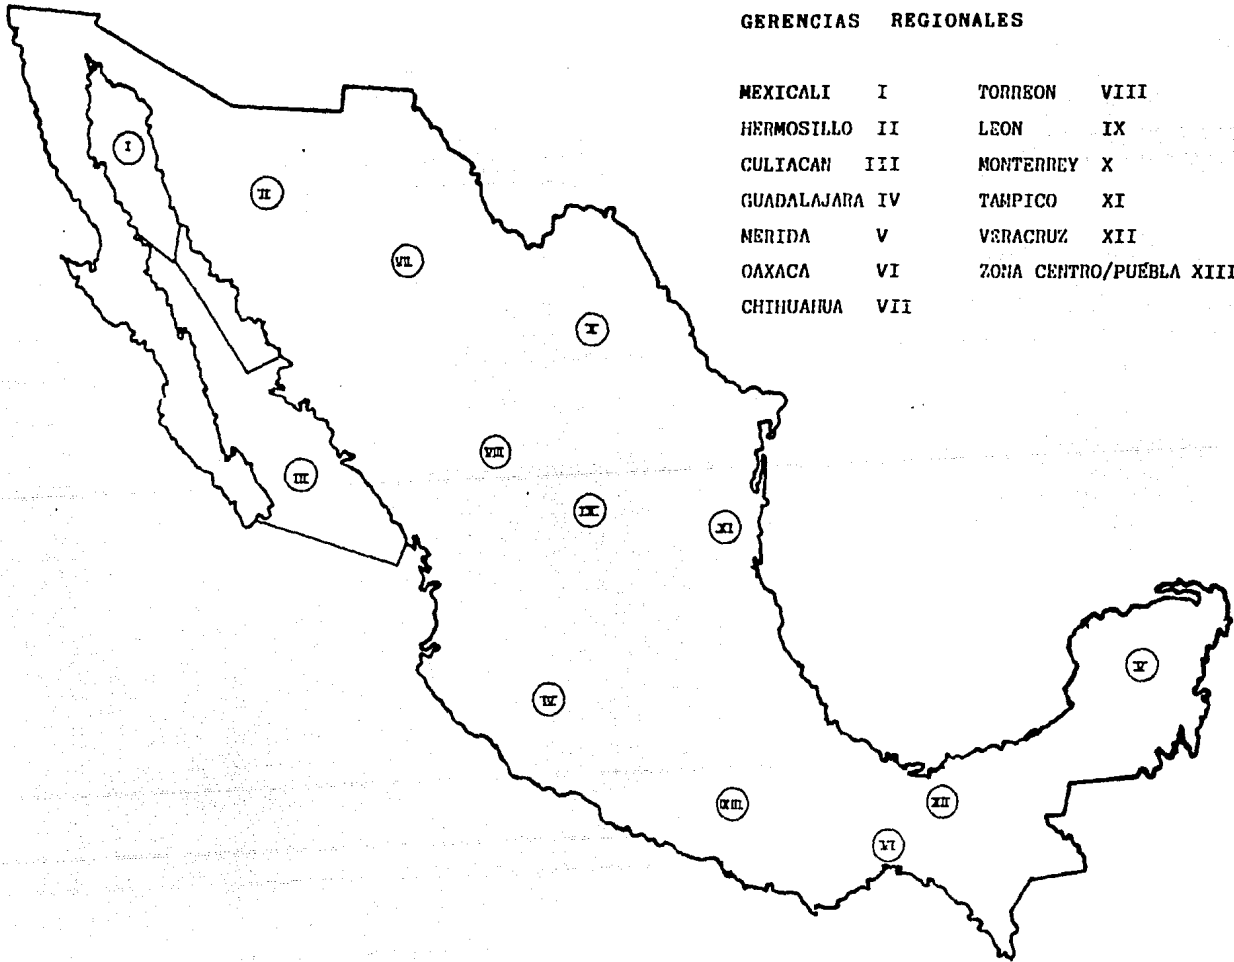 GERENCIAS REGIONALES
MEXICALI I TORREON VIII
HERMOSILLO II LEON IX
CULIACAN III MONTERREY X
GUADALAJARA IV TAMPICO XI
MERIDA V VERACRUZ XII
OAXACA VI ZONA CENTRO/PUEBLA XIII
CHIHUAHUA VII
I
II
VII
X
VIII
III
IX
XI
V
IV
XIII
XII
VI